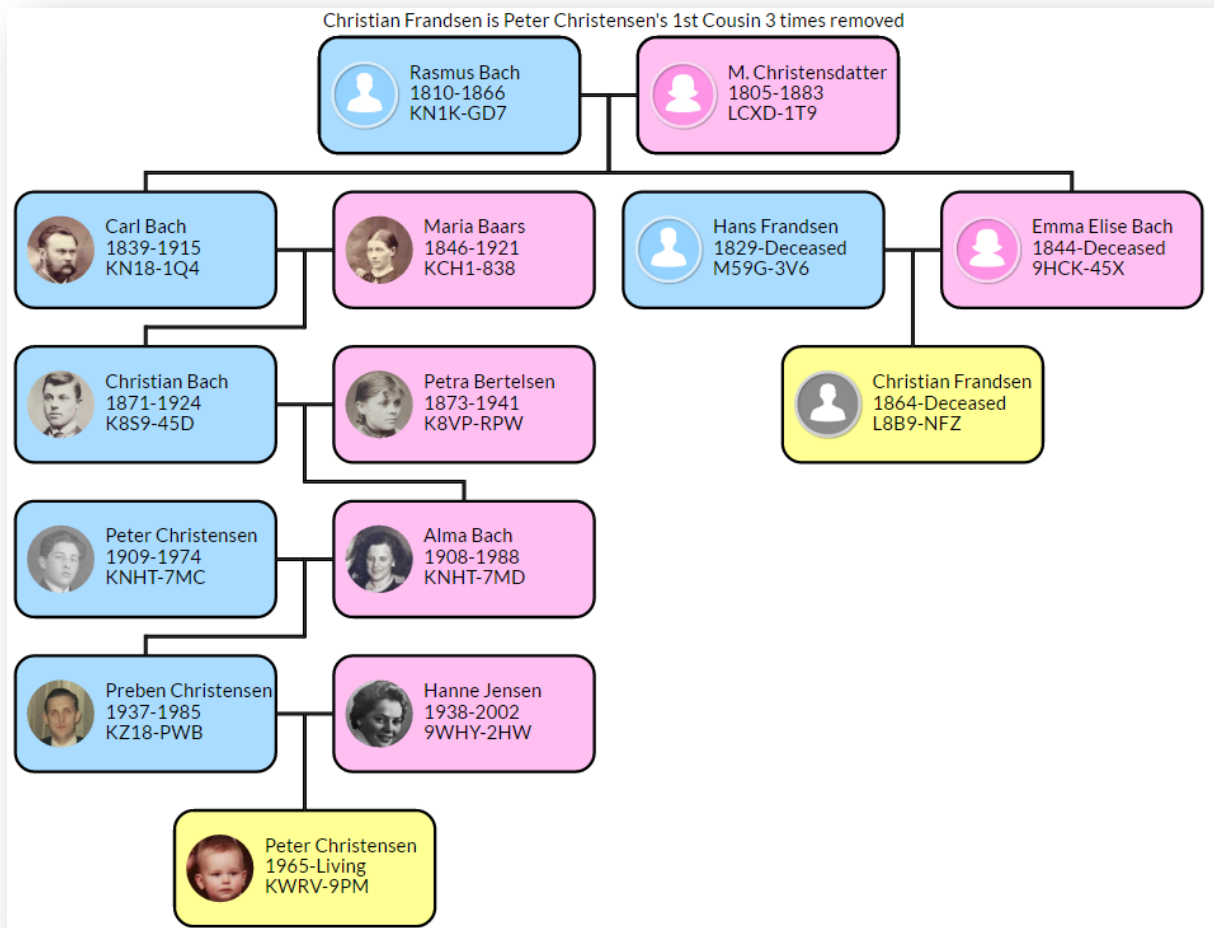 Christian Frandsen is Peter Christensen's 1st Cousin 3 times removed
Rasmus Bach
1810-1866
KN1K-GD7
M. Christensdatter
1805-1883
LCXD-1T9
Carl Bach
1839-1915
KN18-1Q4
Maria Baars
1846-1921
KCH1-838
Hans Frandsen
1829-Deceased
M59G-3V6
Emma Elise Bach
1844-Deceased
9HCK-45X
Christian Bach
1871-1924
K8S9-45D
Petra Bertelsen
1873-1941
K8VP-RPW
Christian Frandsen
1864-Deceased
L8B9-NFZ
Peter Christensen
1909-1974
KNHT-7MC
Alma Bach
1908-1988
KNHT-7MD
Preben Christensen
1937-1985
KZ18-PWB
Hanne Jensen
1938-2002
9WHY-2HW
Peter Christensen
1965-Living
KWRV-9PM